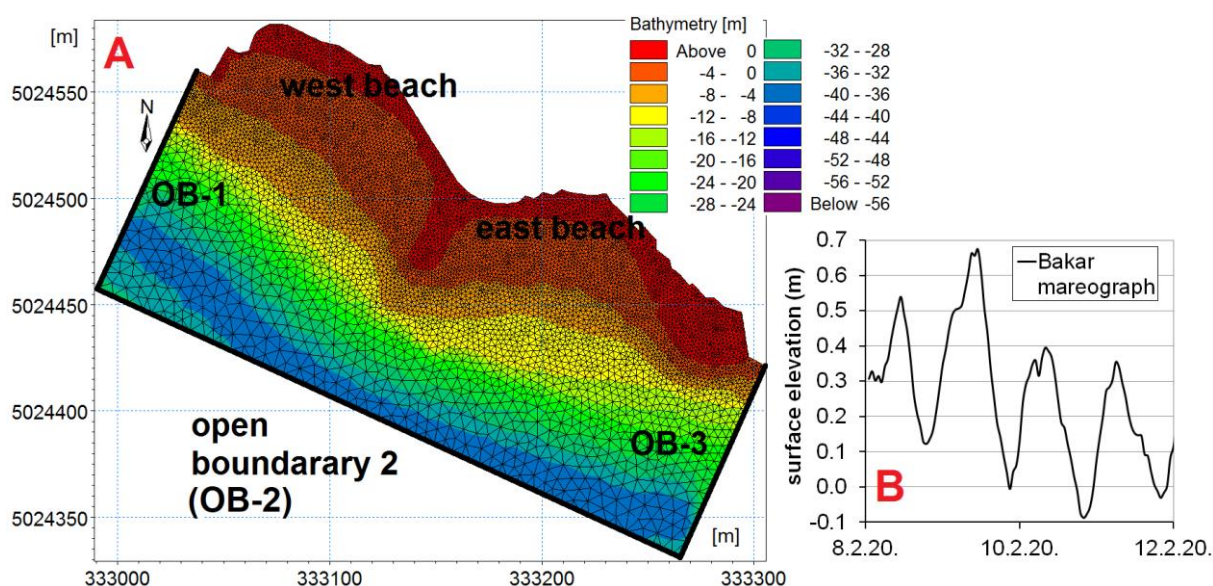 [m]
A
N
5024550
5024500
5024450
5024400
5024350
333000
333100
333200
333300
[m]
west beach
east beach
OB-1
OB-3
open
boundarary 2
(OB-2)
Bathymetry [m]
Above 0
-4 - 0
-8 - -4
-12 - -8
-16 - -12
-20 - -16
-24 - -20
-28 - -24
-32 - -28
-36 - -32
-40 - -36
-44 - -40
-48 - -44
-52 - -48
-56 - -52
Below -56
surface elevation (m)
0.7
0.6
0.5
0.4
0.3
0.2
0.1
0.0
-0.1
8.2.20.
10.2.20.
12.2.20.
Bakar
mareograph
B